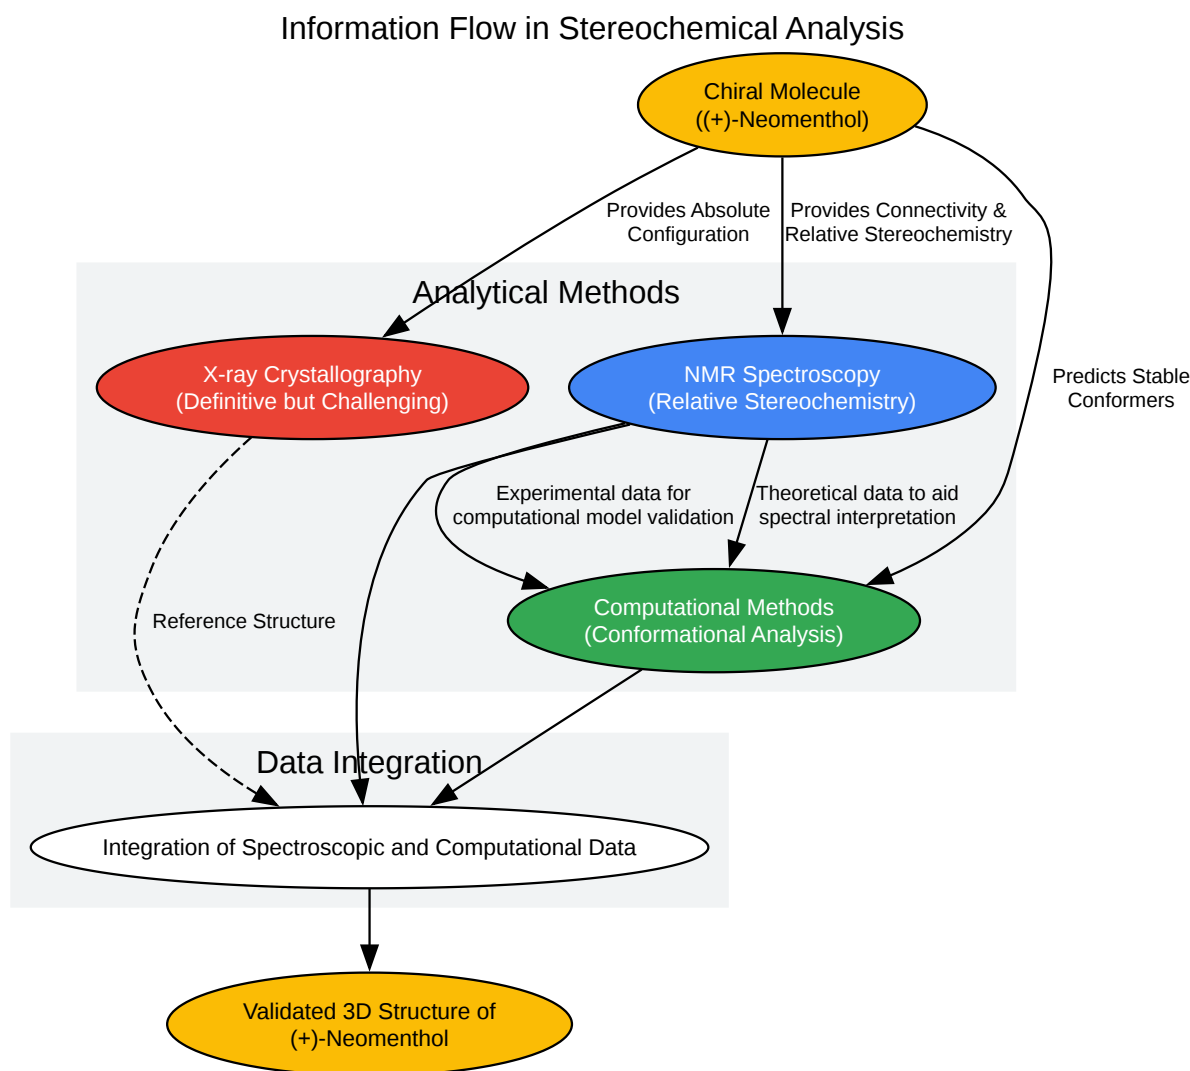 Information Flow in Stereochemical Analysis
Chiral Molecule
((+)-Neomenthol)
Provides Absolute
Configuration
Provides Connectivity &
Relative Stereochemistry
Analytical Methods
X-ray Crystallography
(Definitive but Challenging)
NMR Spectroscopy
(Relative Stereochemistry)
Predicts Stable
Conformers
Experimental data for
computational model validation
Theoretical data to aid
spectral interpretation
Computational Methods
(Conformational Analysis)
Reference Structure
Data Integration
Integration of Spectroscopic and Computational Data
Validated 3D Structure of
(+)-Neomenthol